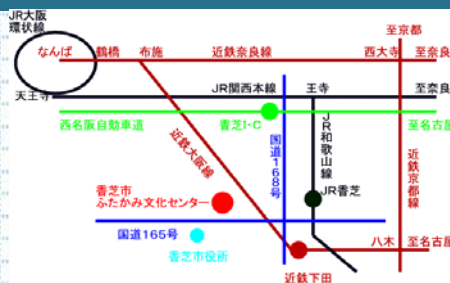 JR大阪
環状線
至京都
なんば
鶴橋
布施
近鉄奈良線
西大寺
至奈良
天王寺
JR関西本線
王寺
至奈良
西名阪自動車道
香芝I・C
至名古屋
近鉄大阪線
国道168号
JR和歌山線
近鉄京都線
香芝市
ふたかみ文化センター
JR香芝
国道165号
香芝市役所
八木
至名古屋
近鉄下田